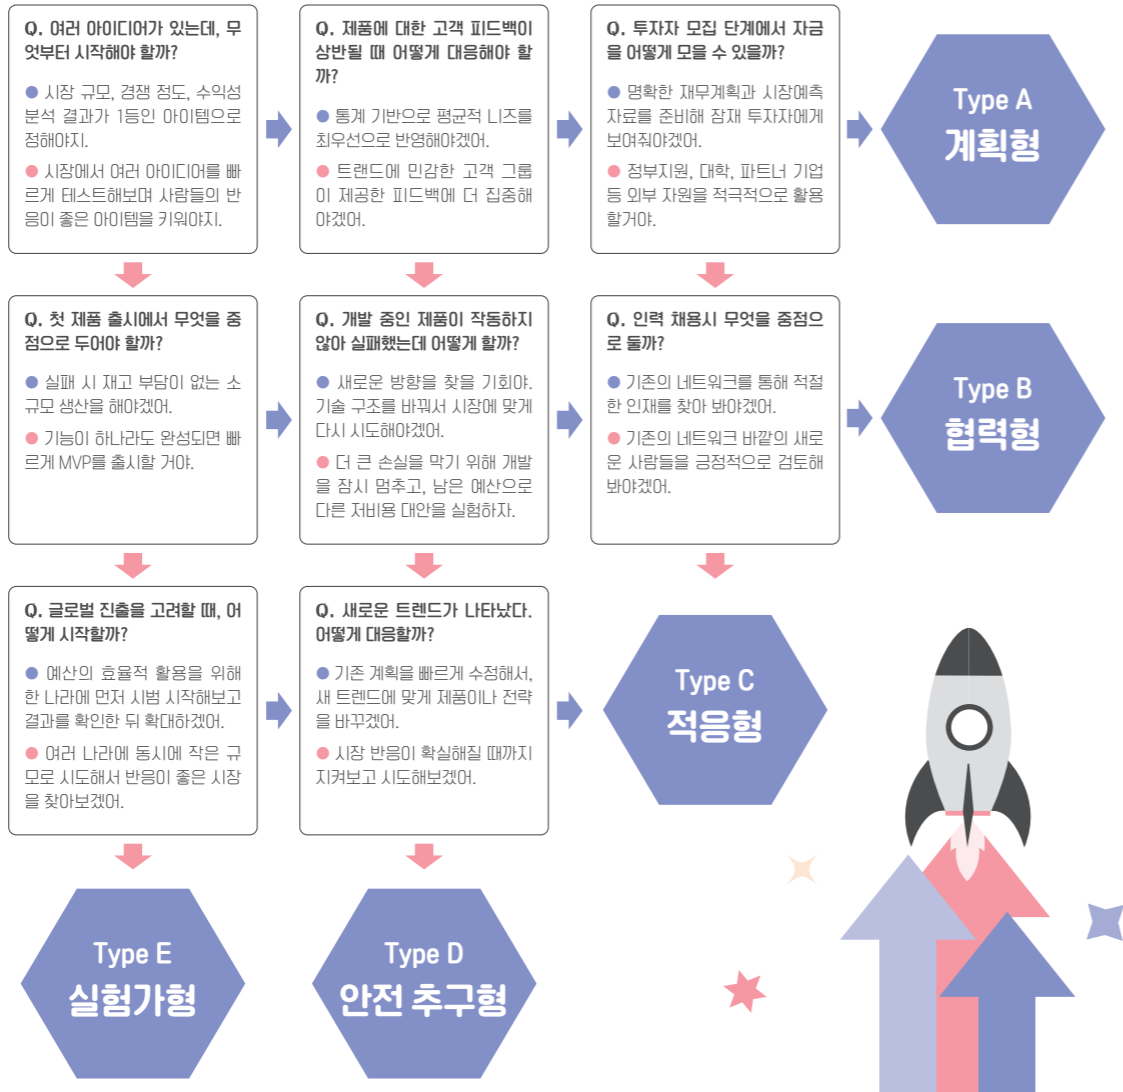 Q. 여러 아이디어가 있는데, 무
엇부터 시작해야 할까?
● 시장 규모, 경쟁 정도, 수익성
분석 결과가 1등인 아이템으로
정해야지.
● 시장에서 여러 아이디어를 빠
르게 테스트해보며 사람들의 반
응이 좋은 아이템을 키워야지.
Q. 제품에 대한 고객 피드백이
상반될 때 어떻게 대응해야 할
까?
● 통계 기반으로 평균적 니즈를
최우선으로 반영해야겠어.
● 트랜드에 민감한 고객 그룹
이 제공한 피드백에 더 집중해
야겠어.
Q. 투자자 모집 단계에서 자금
을 어떻게 모을 수 있을까?
● 명확한 재무계획과 시장예측
자료를 준비해 잠재 투자자에게
보여줘야겠어.
● 정부지원, 대학, 파트너 기업
등 외부 자원을 적극적으로 활용
할거야.
Type A
계획형
Q. 첫 제품 출시에서 무엇을 중
점으로 두어야 할까?
● 실패 시 재고 부담이 없는 소
규모 생산을 해야겠어.
● 기능이 하나라도 완성되면 빠
르게 MVP를 출시할 거야.
Q. 개발 중인 제품이 작동하지
않아 실패했는데 어떻게 할까?
● 새로운 방향을 찾을 기회야.
기술 구조를 바꿔서 시장에 맞게
다시 시도해야겠어.
● 더 큰 손실을 막기 위해 개발
을 잠시 멈추고, 남은 예산으로
다른 저비용 대안을 실험하자.
Q. 인력 채용시 무엇을 중점으
로 둘까?
● 기존의 네트워크를 통해 적절
한 인재를 찾아 봐야겠어.
● 기존의 네트워크 바깥의 새로
운 사람들을 긍정적으로 검토해
봐야겠어.
Type B
협력형
Q. 글로벌 진출을 고려할 때, 어
떻게 시작할까?
● 예산의 효율적 활용을 위해
한 나라에 먼저 시범 시작해보고
결과를 확인한 뒤 확대하겠어.
● 여러 나라에 동시에 작은 규
모로 시도해서 반응이 좋은 시장
을 찾아보겠어.
Q. 새로운 트렌드가 나타났다.
어떻게 대응할까?
● 기존 계획을 빠르게 수정해서,
새 트렌드에 맞게 제품이나 전략
을 바꾸겠어.
● 시장 반응이 확실해질 때까지
지켜보고 시도해보겠어.
Type C
적응형
Type E
실험가형
Type D
안전 추구형